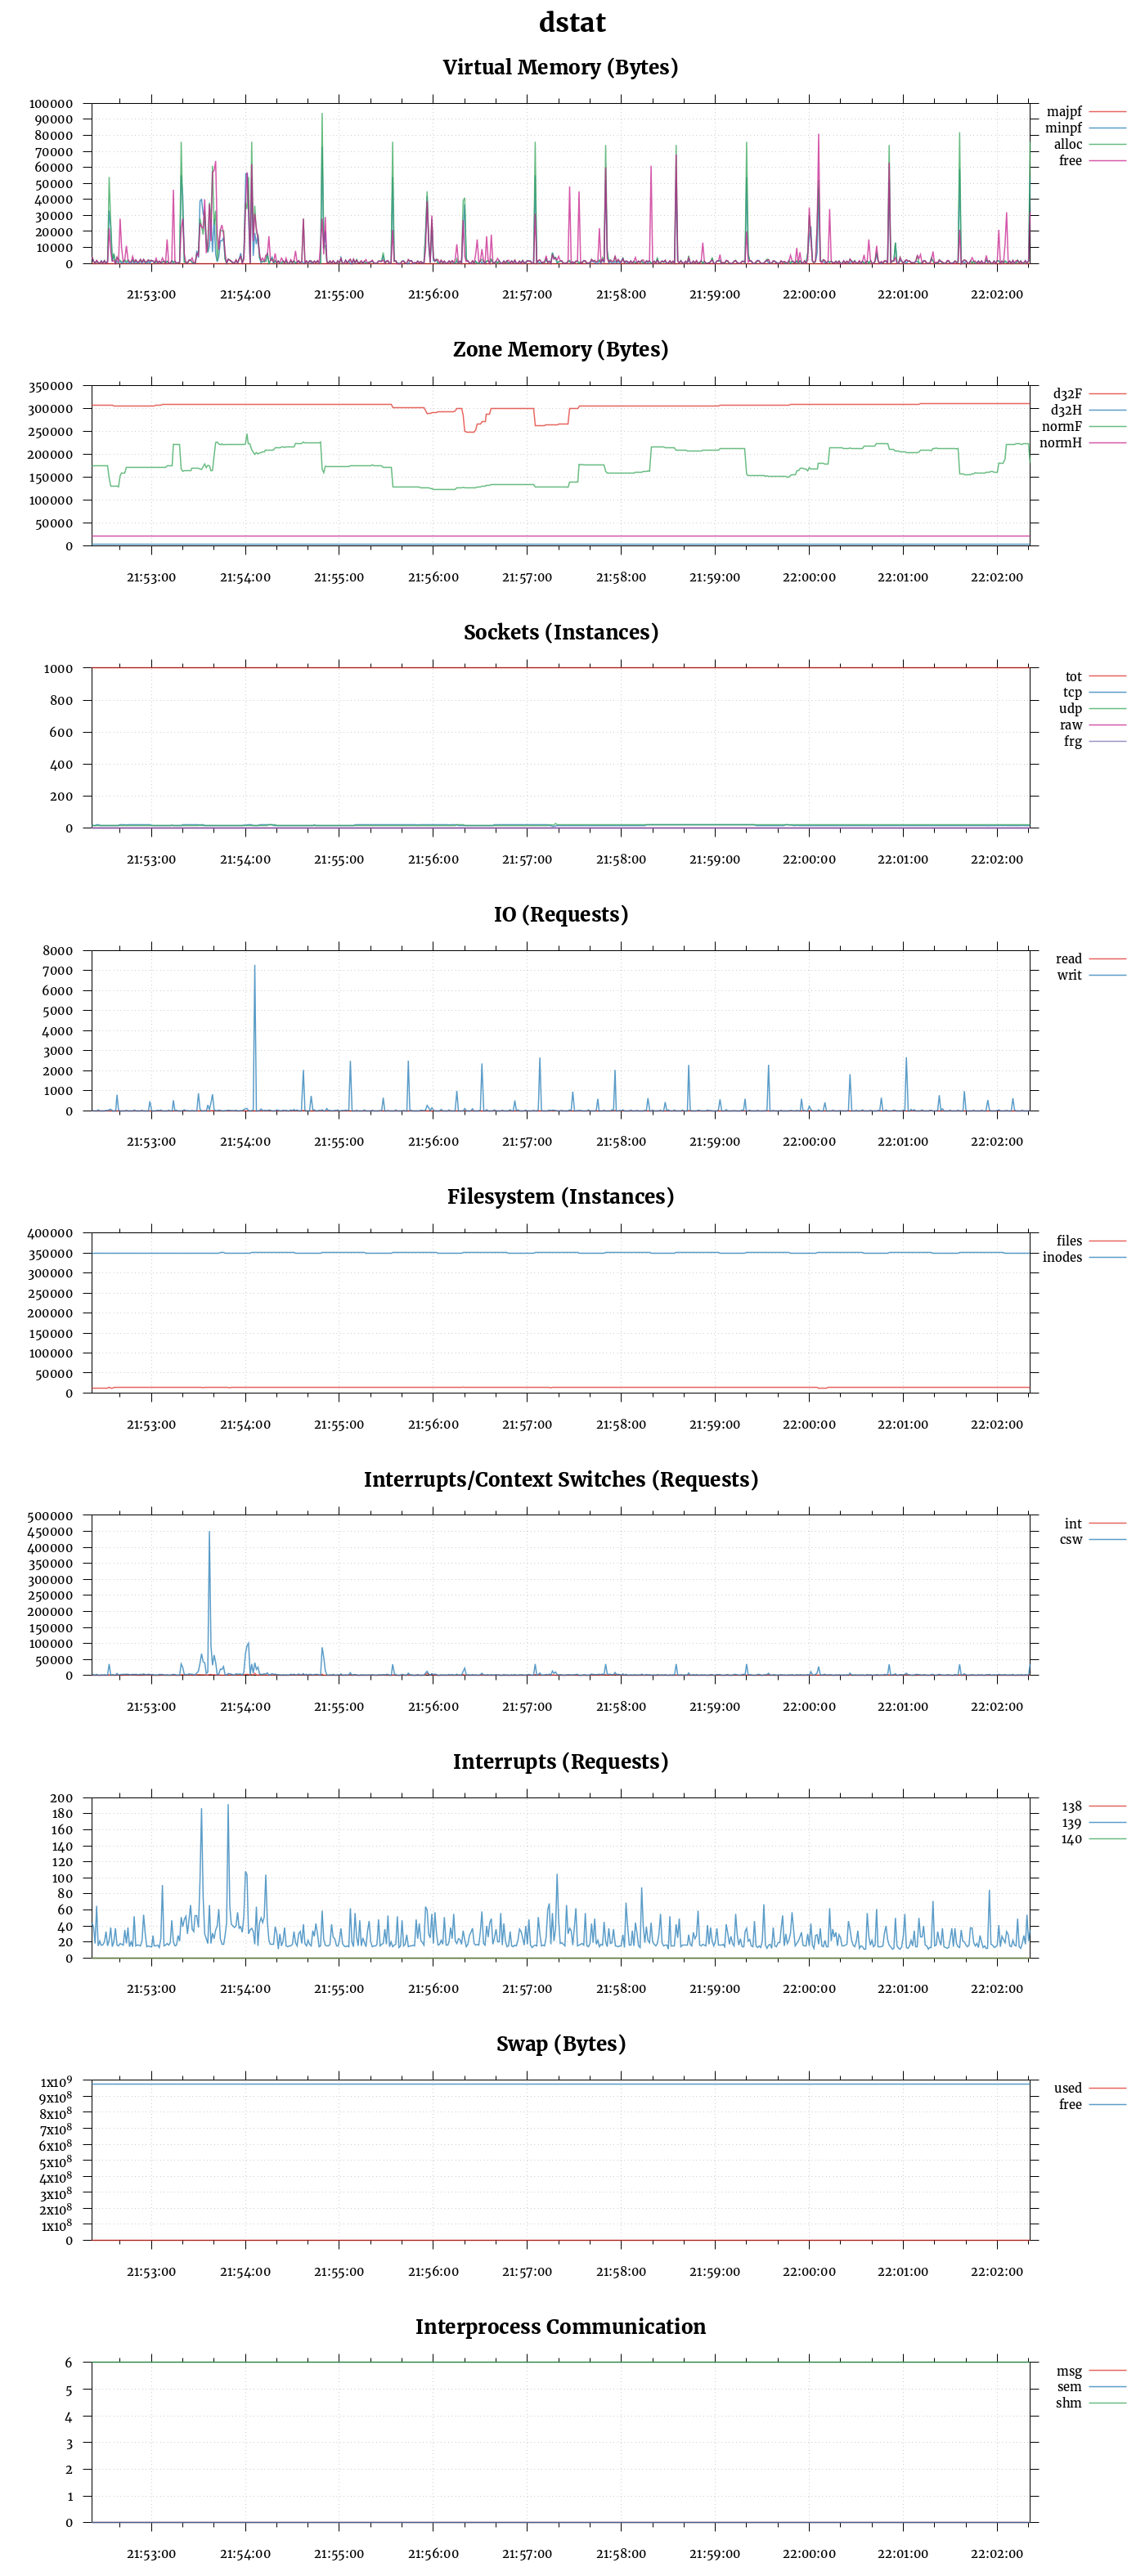 dstat
Virtual Memory (Bytes)
100000
90000
80000
70000
60000
50000
40000
30000
20000
10000
0
majpf
minpf
alloc
free
21:53:00 21:54:00 21:55:00 21:56:00 21:57:00 21:58:00 21:59:00 22:00:00 22:01:00 22:02:00
Zone Memory (Bytes)
350000
300000
250000
200000
150000
100000
50000
0
d32F
d32H
normF
normH
21:53:00 21:54:00 21:55:00 21:56:00 21:57:00 21:58:00 21:59:00 22:00:00 22:01:00 22:02:00
Sockets (Instances)
1000
800
600
400
200
0
tot
tcp
udp
raw
frg
21:53:00 21:54:00 21:55:00 21:56:00 21:57:00 21:58:00 21:59:00 22:00:00 22:01:00 22:02:00
IO (Requests)
8000
7000
6000
5000
4000
3000
2000
1000
0
read
writ
21:53:00 21:54:00 21:55:00 21:56:00 21:57:00 21:58:00 21:59:00 22:00:00 22:01:00 22:02:00
Filesystem (Instances)
400000
350000
300000
250000
200000
150000
100000
50000
0
files
inodes
21:53:00 21:54:00 21:55:00 21:56:00 21:57:00 21:58:00 21:59:00 22:00:00 22:01:00 22:02:00
Interrupts/Context Switches (Requests)
500000
450000
400000
350000
300000
250000
200000
150000
100000
50000
0
int
csw
21:53:00 21:54:00 21:55:00 21:56:00 21:57:00 21:58:00 21:59:00 22:00:00 22:01:00 22:02:00
Interrupts (Requests)
200
180
160
140
120
100
80
60
40
20
0
138
139
140
21:53:00 21:54:00 21:55:00 21:56:00 21:57:00 21:58:00 21:59:00 22:00:00 22:01:00 22:02:00
Swap (Bytes)
1x10⁹
9x10⁸
8x10⁸
7x10⁸
6x10⁸
5x10⁸
4x10⁸
3x10⁸
2x10⁸
1x10⁸
0
used
free
21:53:00 21:54:00 21:55:00 21:56:00 21:57:00 21:58:00 21:59:00 22:00:00 22:01:00 22:02:00
Interprocess Communication
6
5
4
3
2
1
0
msg
sem
shm
21:53:00 21:54:00 21:55:00 21:56:00 21:57:00 21:58:00 21:59:00 22:00:00 22:01:00 22:02:00